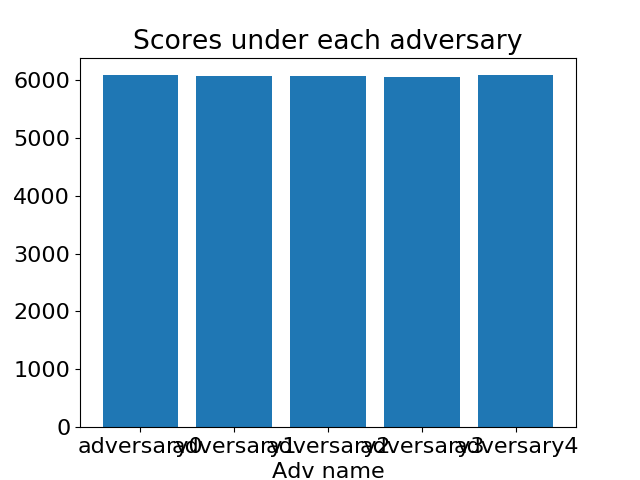 Scores under each adversary
6000
5000
4000
3000
2000
1000
0
adversary0 adversary1 adversary2 adversary3 adversary4
Adv name